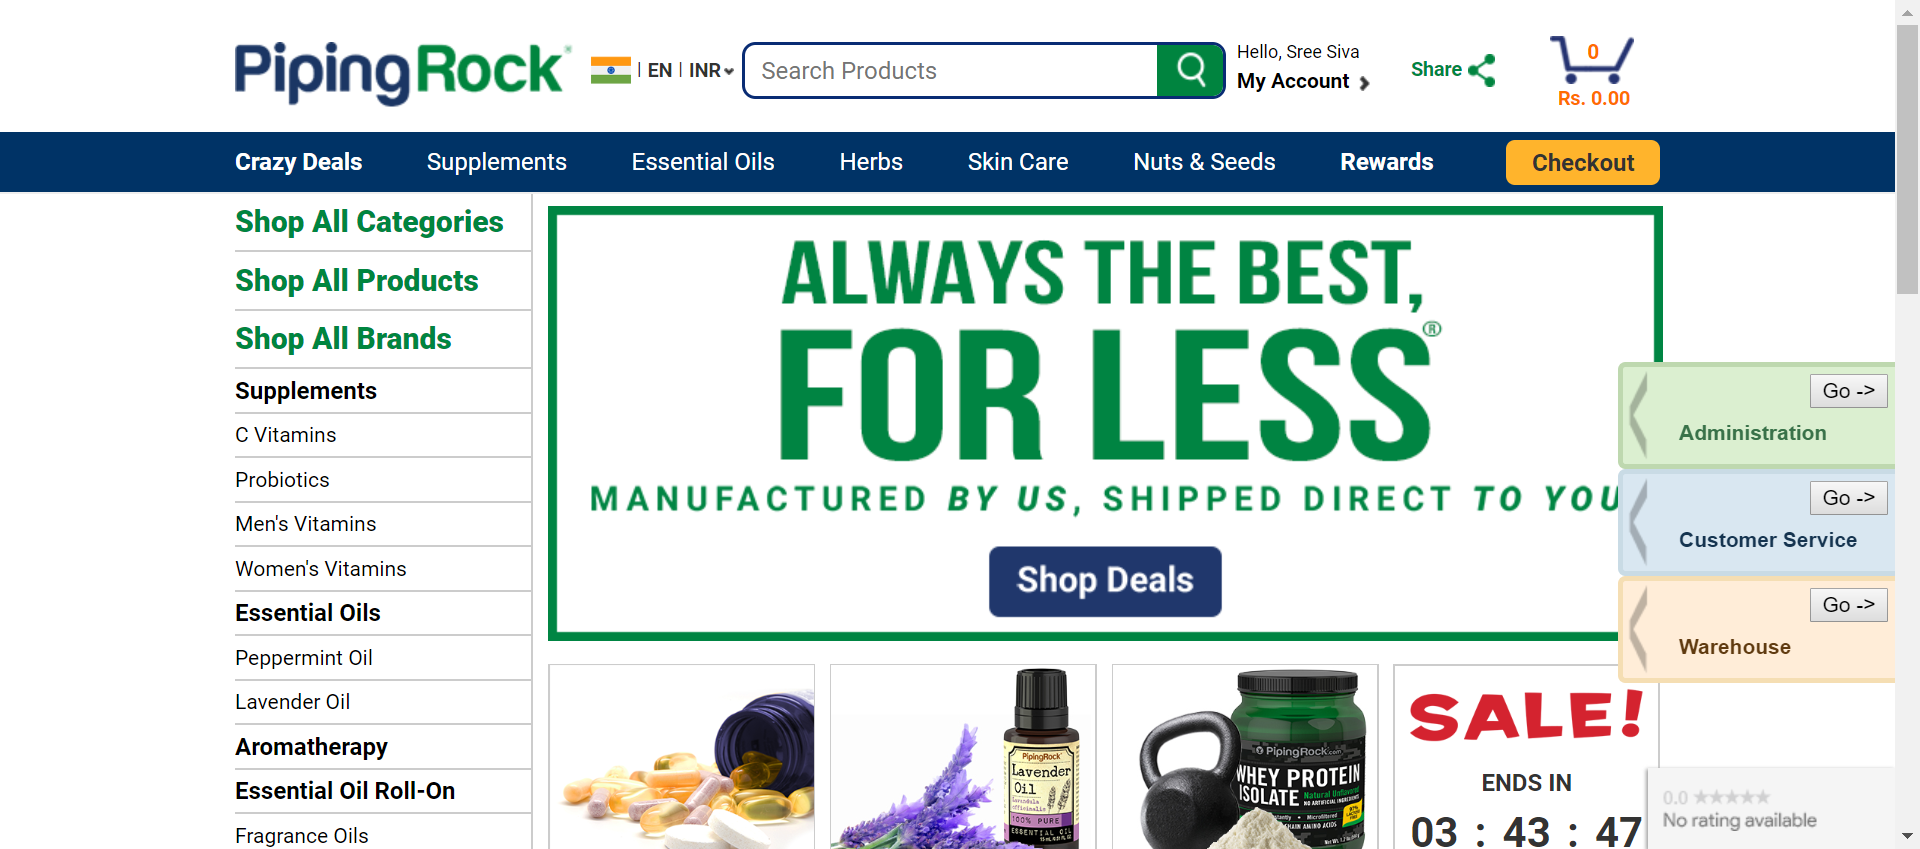 PipingRock
| EN | INR
Search Products
Hello, Sree Siva
My Account
Share
0
Rs. 0.00
Crazy Deals
Supplements
Essential Oils
Herbs
Skin Care
Nuts & Seeds
Rewards
Checkout
Shop All Categories
Shop All Products
Shop All Brands
Supplements
C Vitamins
Probiotics
Men's Vitamins
Women's Vitamins
Essential Oils
Peppermint Oil
Lavender Oil
Aromatherapy
Essential Oil Roll-On
Fragrance Oils
ALWAYS THE BEST,
FOR LESS®
MANUFACTURED BY US, SHIPPED DIRECT TO YOU
Shop Deals
Go ->
Administration
Go ->
Customer Service
Go ->
Warehouse
PipingRock
Lavender
Oil
lavandula
officinalis
100% PURE
ESSENTIAL OIL
PipingRock.com
WHEY PROTEIN
ISOLATE Natural Unflavored
SALE!
ENDS IN
03 : 43 : 47
0.0 ★★★★★
No rating available